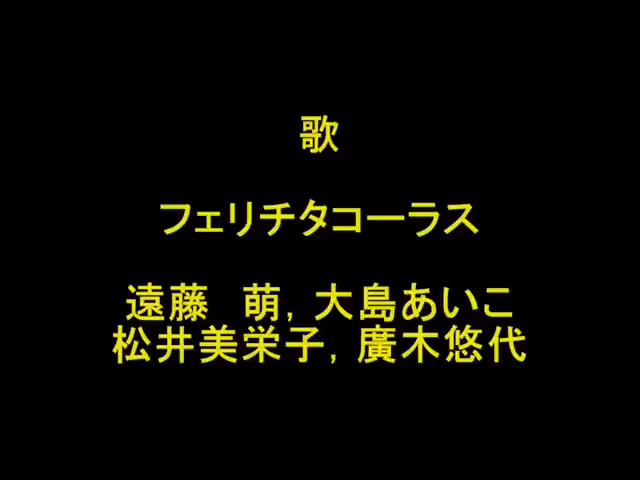 歌
フェリチタコーラス
遠藤　萌，大島あいこ
松井美栄子，廣木悠代